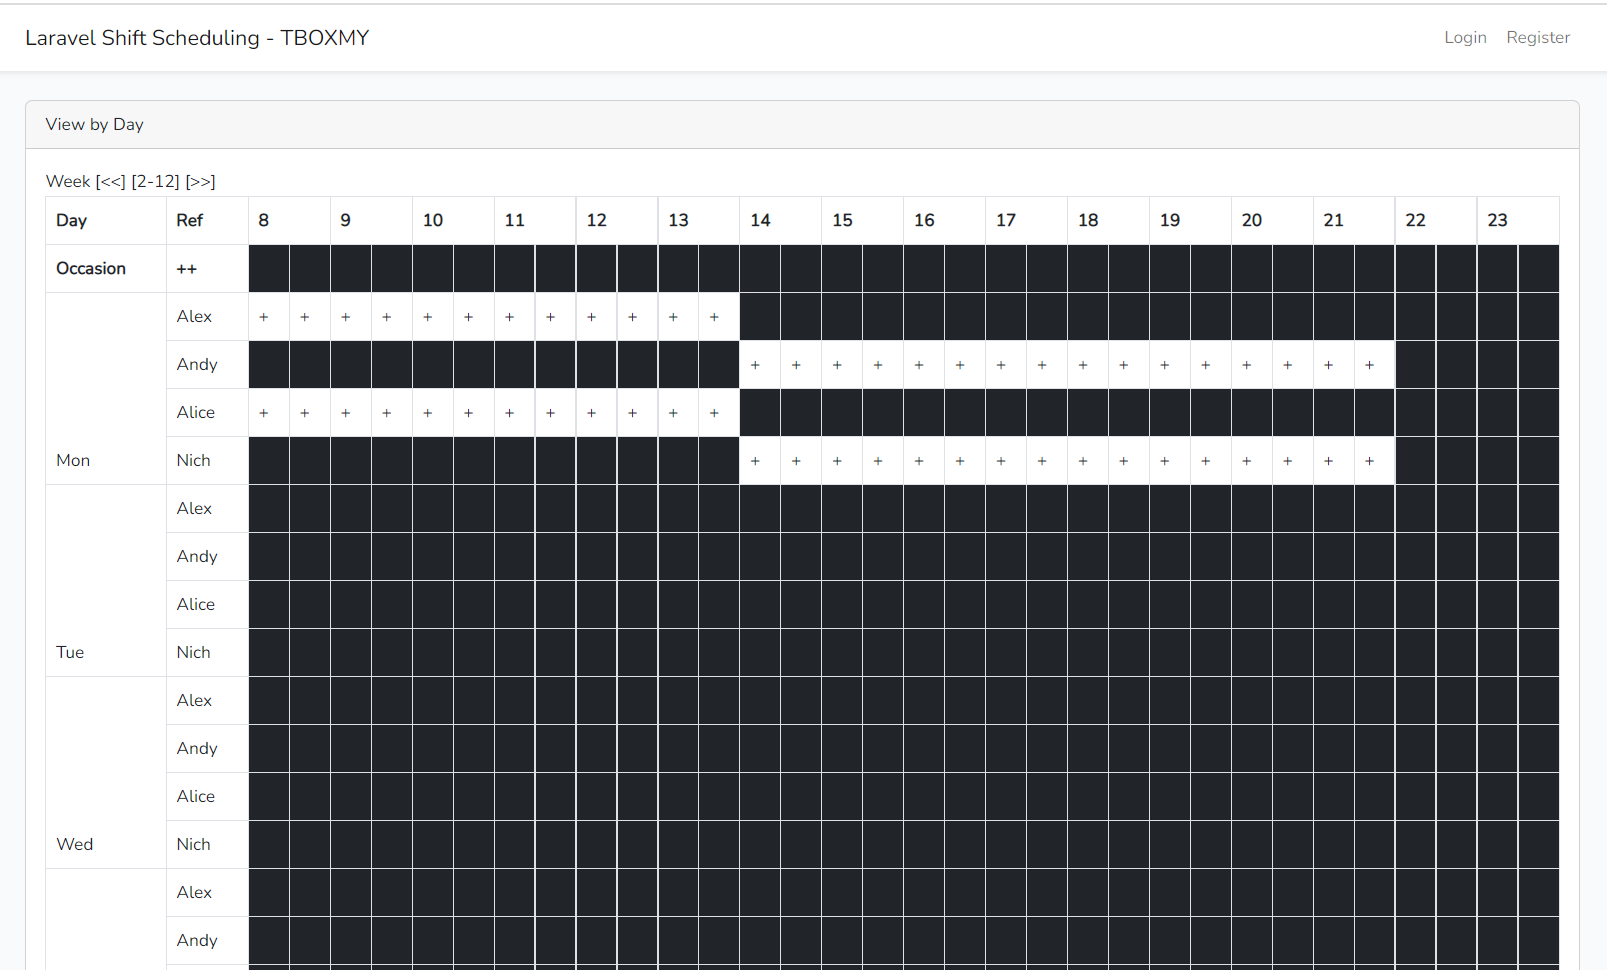 Laravel Shift Scheduling - TBOXMY Login Register
View by Day
Week [<<] [2-12] [>>]
Day Ref 8 9 10 11 12 13 14 15 16 17 18 19 20 21 22 23
Occasion ++
Alex + + + + + + + + + + + +
Andy + + + + + + + + + + + + + + + +
Alice + + + + + + + + + + + +
Mon Nich + + + + + + + + + + + + + + + +
Alex
Andy
Alice
Tue Nich
Alex
Andy
Alice
Wed Nich
Alex
Andy